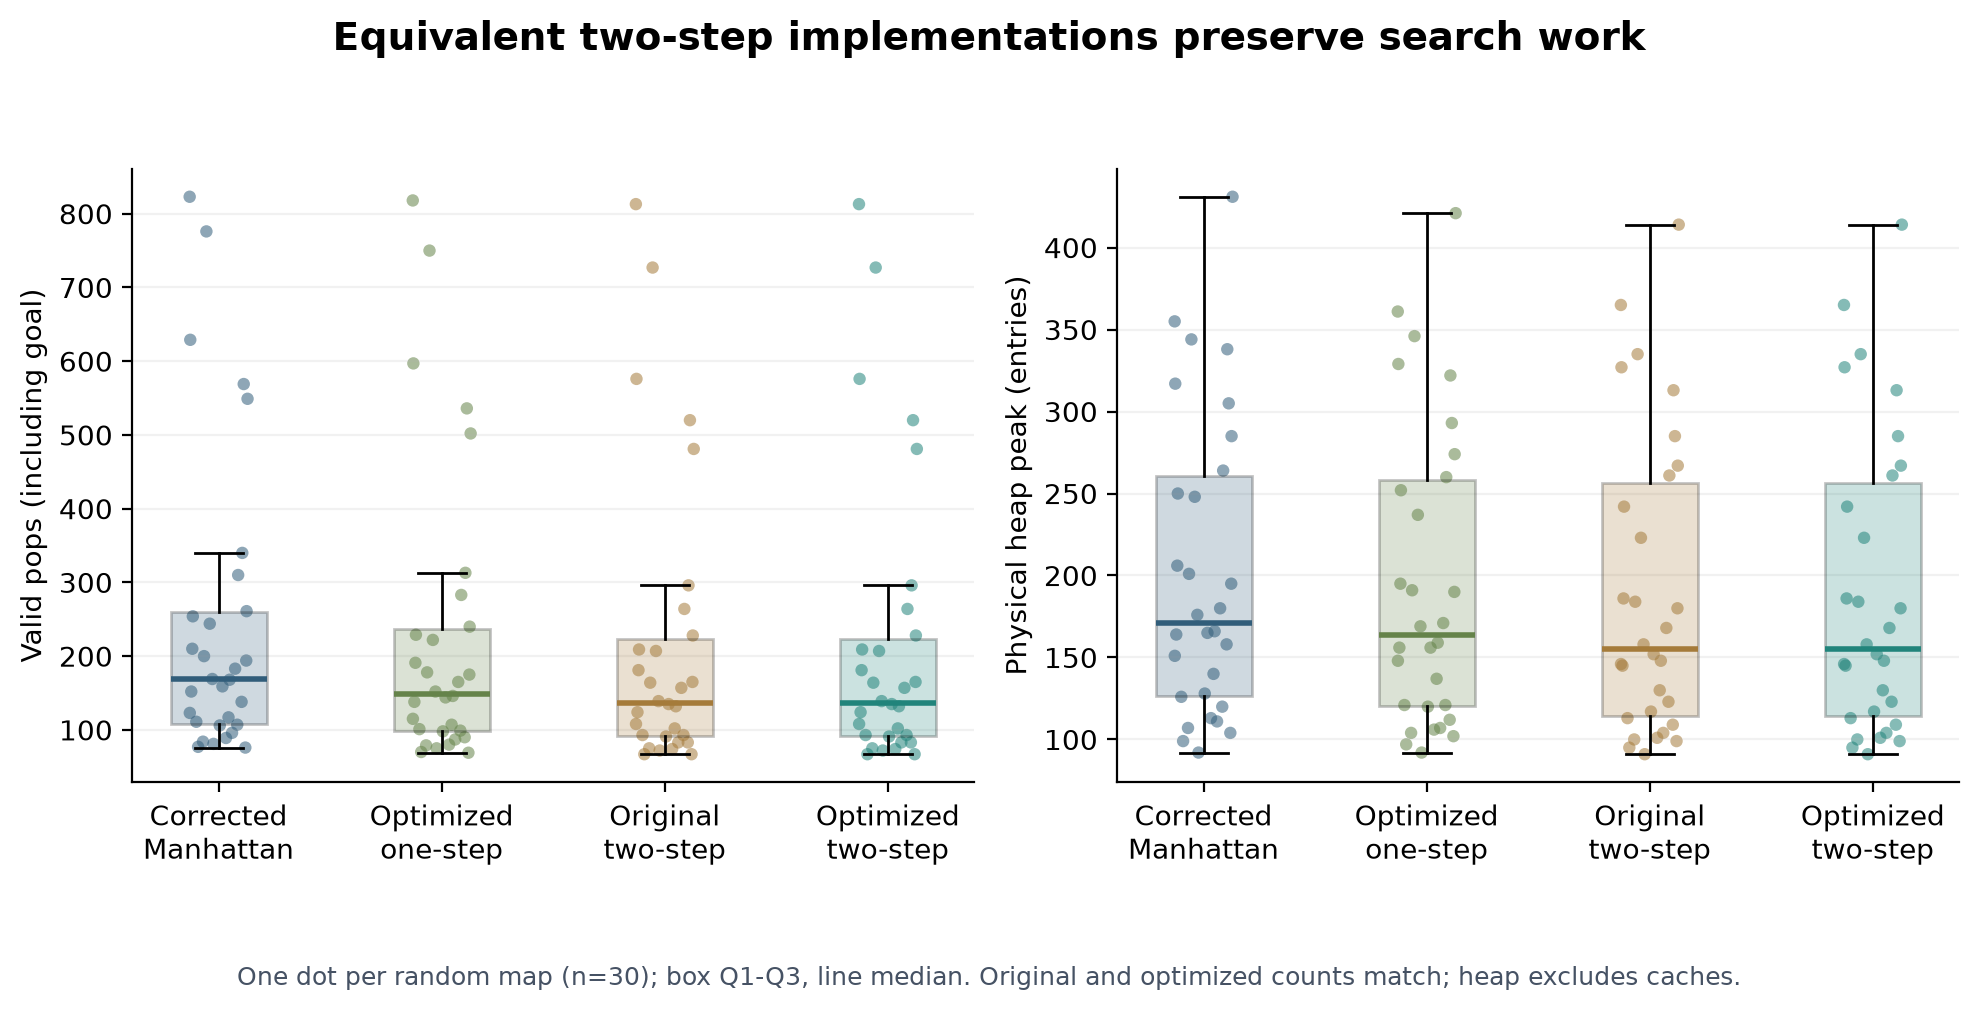 Equivalent two-step implementations preserve search work
Valid pops (including goal)
800
700
600
500
400
300
200
100
Corrected
Manhattan
Optimized
one-step
Original
two-step
Optimized
two-step
Physical heap peak (entries)
400
350
300
250
200
150
100
Corrected
Manhattan
Optimized
one-step
Original
two-step
Optimized
two-step
One dot per random map (n=30); box Q1-Q3, line median. Original and optimized counts match; heap excludes caches.